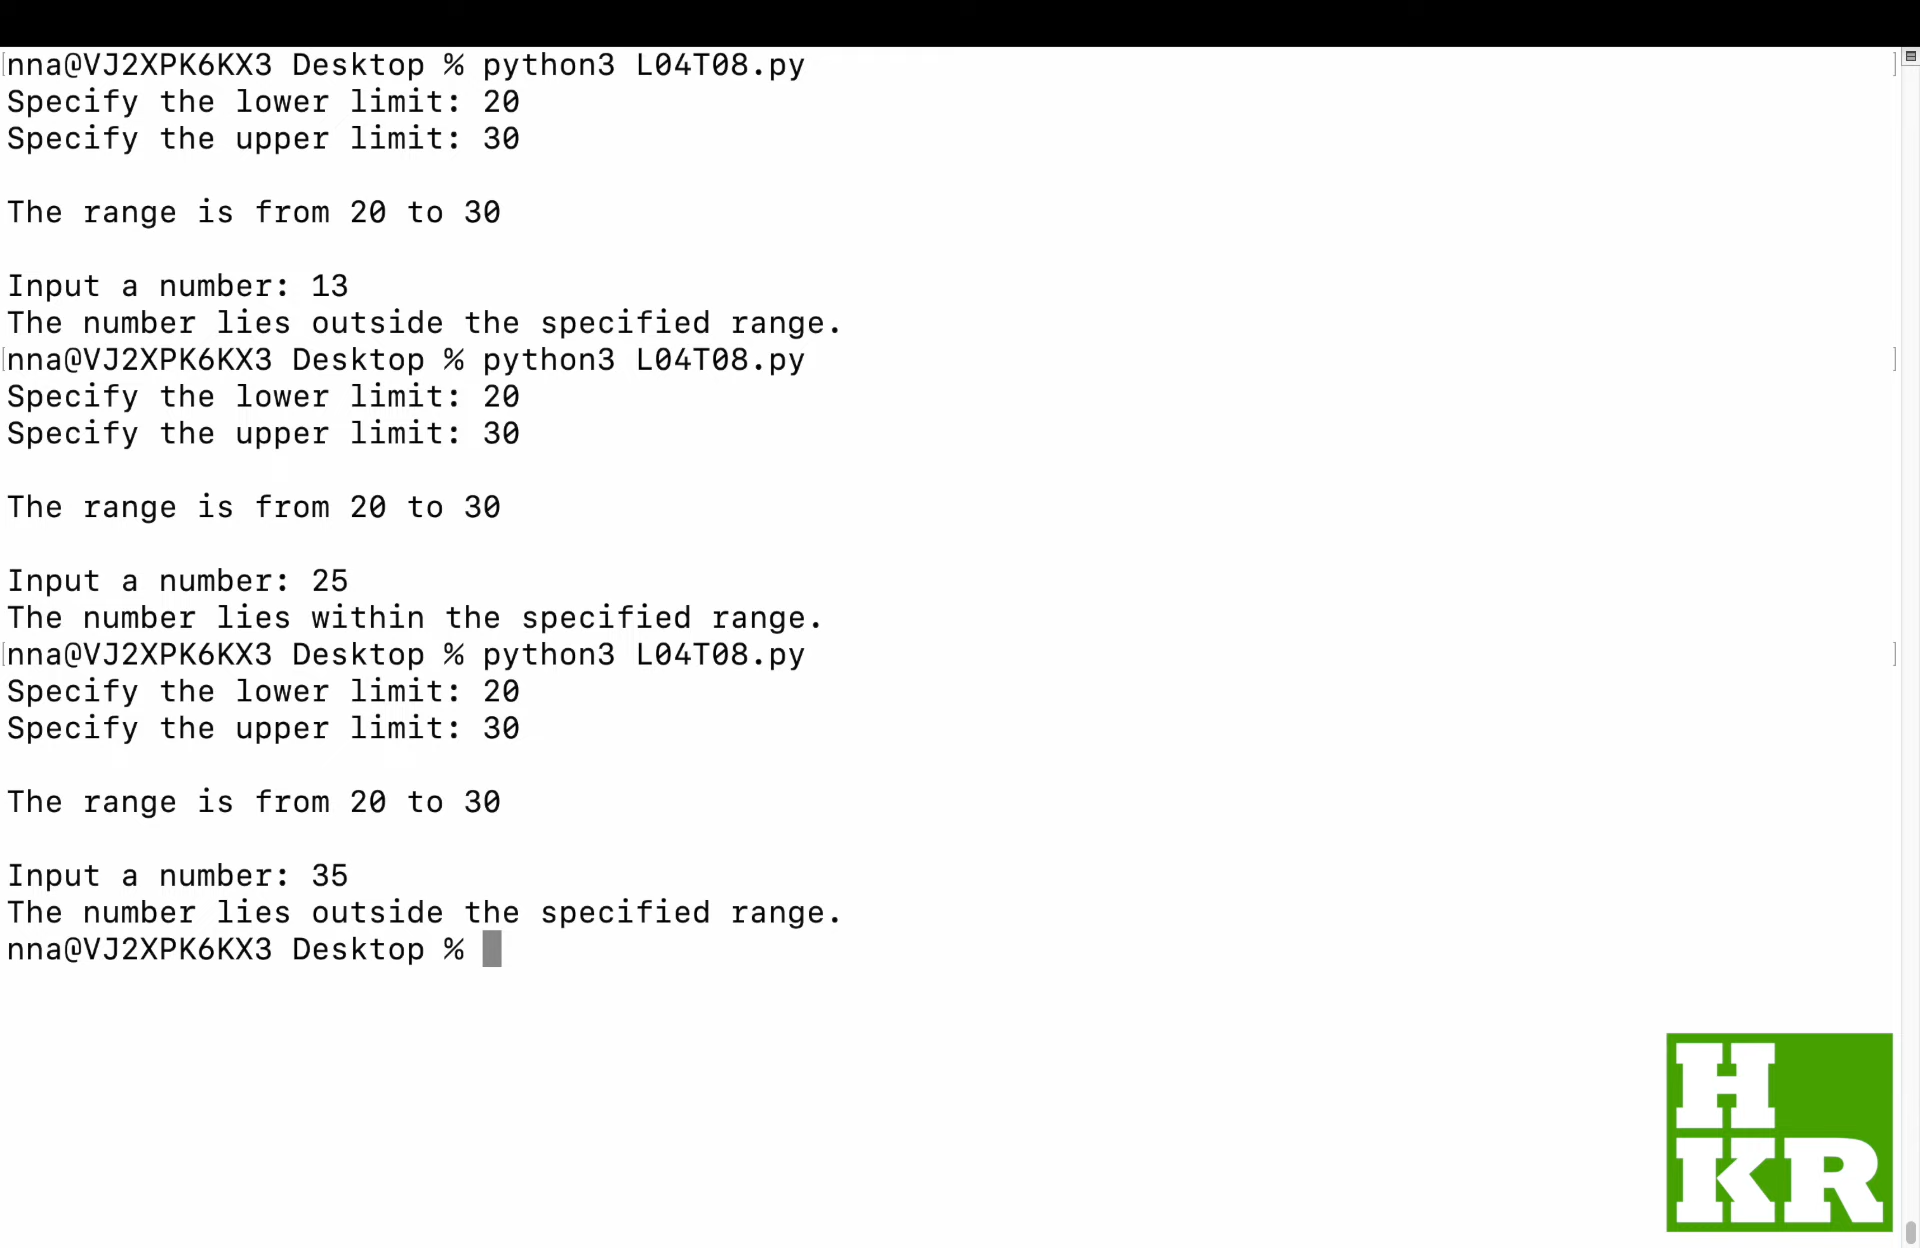 nna@VJ2XPK6KX3 Desktop % python3 L04T08.py
Specify the lower limit: 20
Specify the upper limit: 30
The range is from 20 to 30
Input a number: 13
The number lies outside the specified range.
nna@VJ2XPK6KX3 Desktop % python3 L04T08.py
Specify the lower limit: 20
Specify the upper limit: 30
The range is from 20 to 30
Input a number: 25
The number lies within the specified range.
nna@VJ2XPK6KX3 Desktop % python3 L04T08.py
Specify the lower limit: 20
Specify the upper limit: 30
The range is from 20 to 30
Input a number: 35
The number lies outside the specified range.
nna@VJ2XPK6KX3 Desktop %
H
KR